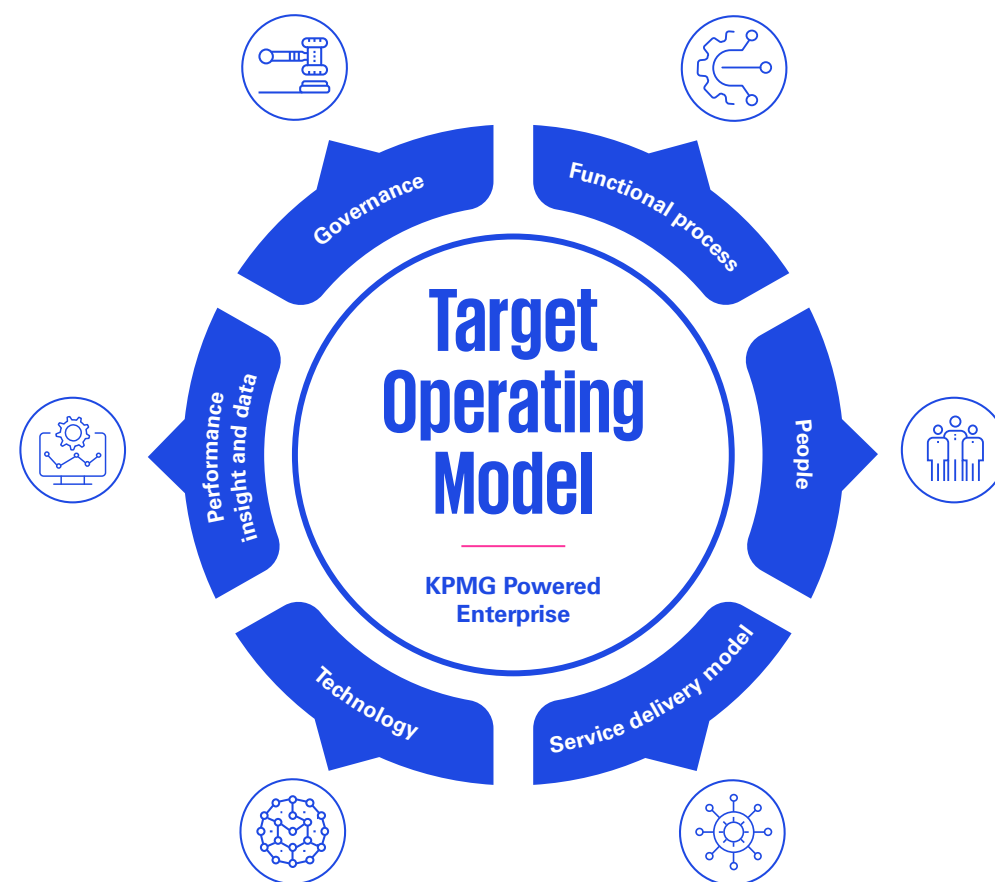 Target
Operating
Model
KPMG Powered
Enterprise
Functional process
People
Service delivery model
Technology
Performance
insight and data
Governance